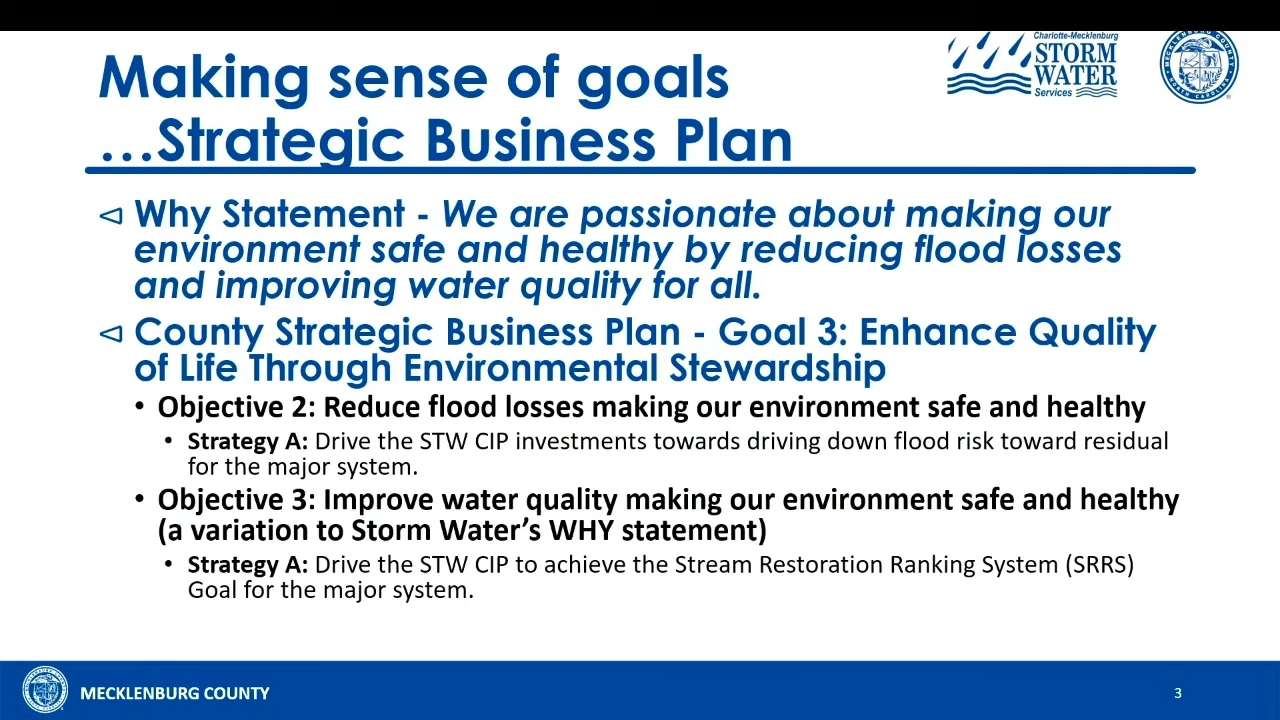 Making sense of goals
...Strategic Business Plan
Charlotte-Mecklenburg
STORM
WATER
Services
MECKLENBURG COUNTY
NORTH CAROLINA
Why Statement - We are passionate about making our
environment safe and healthy by reducing flood losses
and improving water quality for all.
County Strategic Business Plan - Goal 3: Enhance Quality
of Life Through Environmental Stewardship
• Objective 2: Reduce flood losses making our environment safe and healthy
• Strategy A: Drive the STW CIP investments towards driving down flood risk toward residual
for the major system.
• Objective 3: Improve water quality making our environment safe and healthy
(a variation to Storm Water’s WHY statement)
• Strategy A: Drive the STW CIP to achieve the Stream Restoration Ranking System (SRRS)
Goal for the major system.
MECKLENBURG COUNTY
3